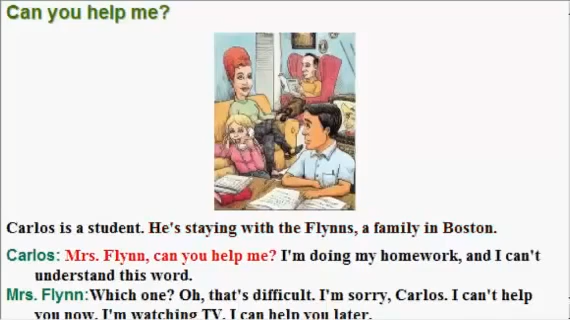 Can you help me?
Carlos is a student. He's staying with the Flynns, a family in Boston.
Carlos: Mrs. Flynn, can you help me? I'm doing my homework, and I can't
understand this word.
Mrs. Flynn:Which one? Oh, that's difficult. I'm sorry, Carlos. I can't help
you now. I'm watching TV. I can help you later.